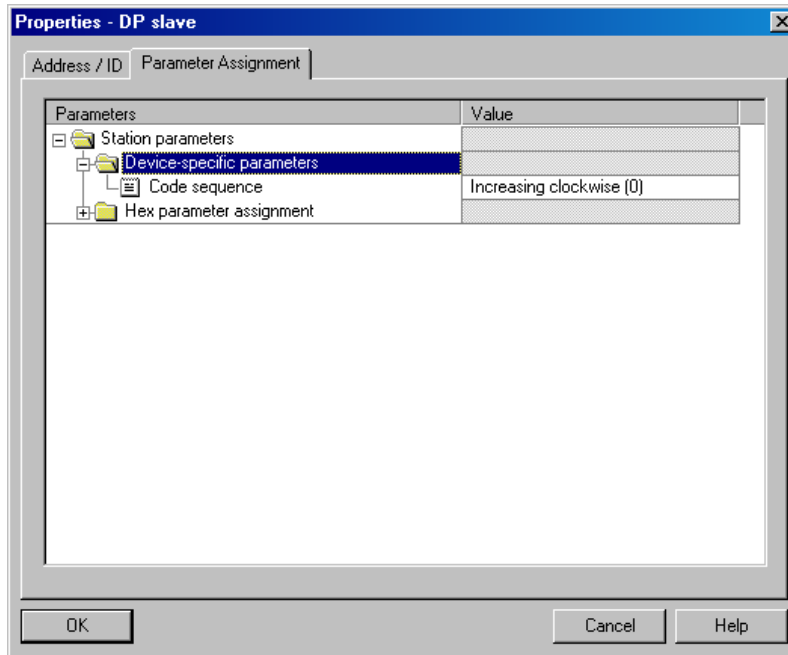 Properties - DP slave
Address / ID Parameter Assignment
Parameters Value
Station parameters
Device-specific parameters
Code sequence Increasing clockwise (0)
Hex parameter assignment
OK Cancel Help